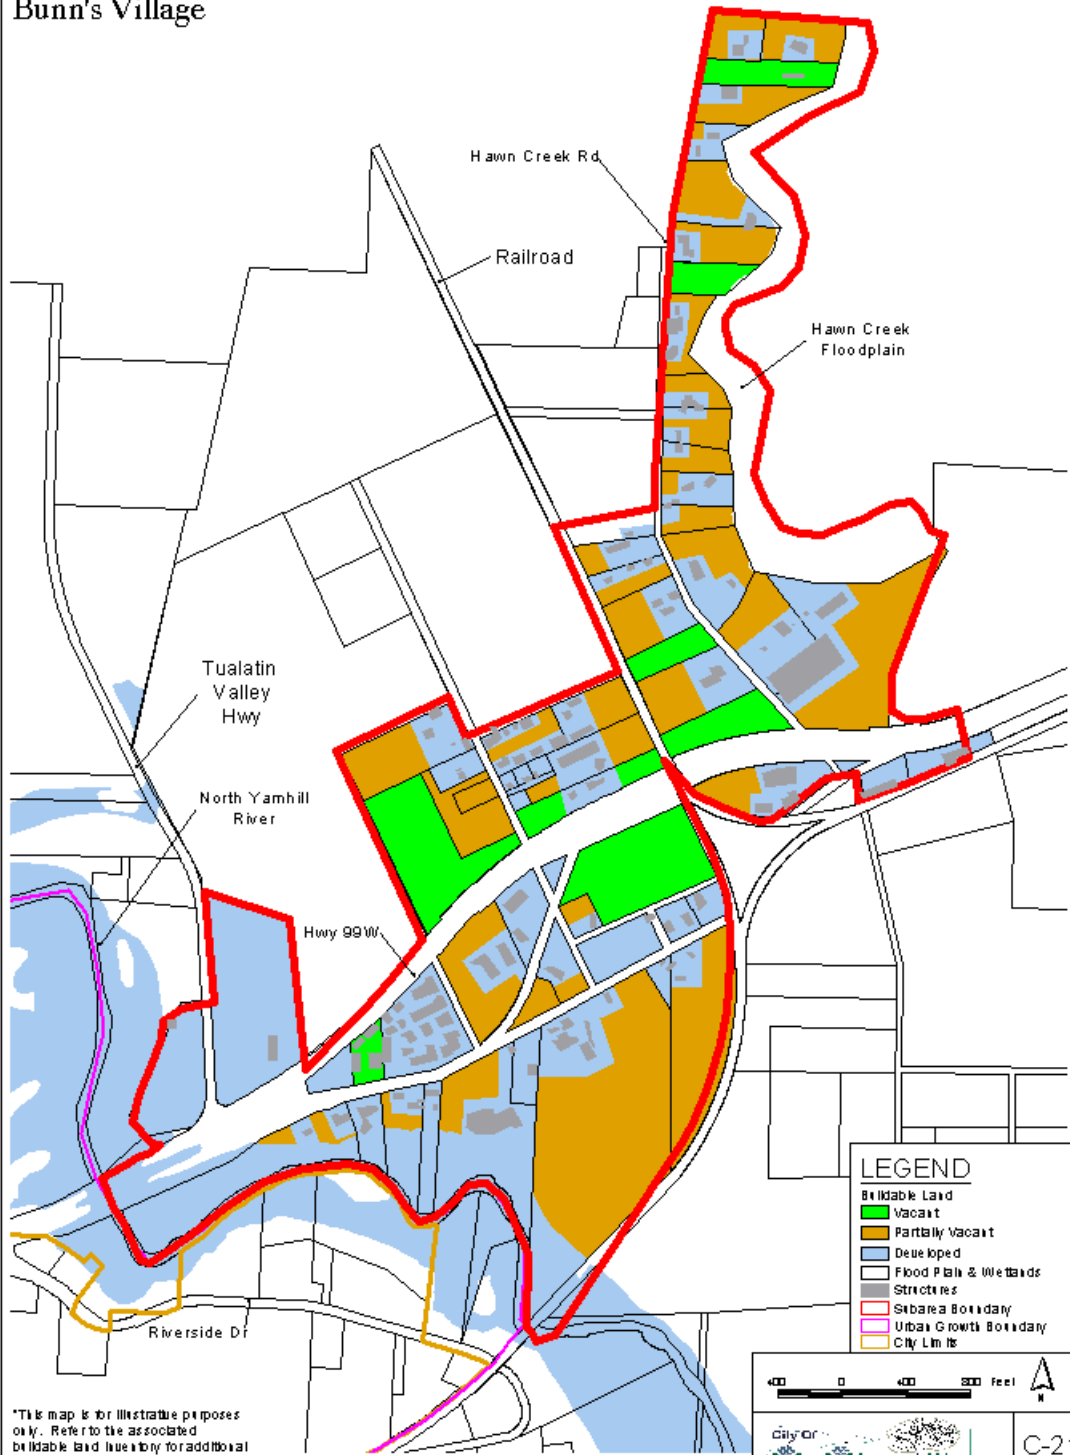 Bunn's Village
Hawn Creek Rd
Railroad
Hawn Creek
Floodplain
Tualatin
Valley
Hwy
North Yamhill
River
Hwy 99W
Riverside Dr
LEGEND
Buildable Land
Vacant
Partially Vacant
Developed
Flood Plain & Wetlands
Structures
Subarea Boundary
Urban Growth Boundary
City Limits
400 0 400 800 Feet
N
*This map is for illustrative purposes
only. Refer to the associated
buildable land inventory for additional
City Of
C-2